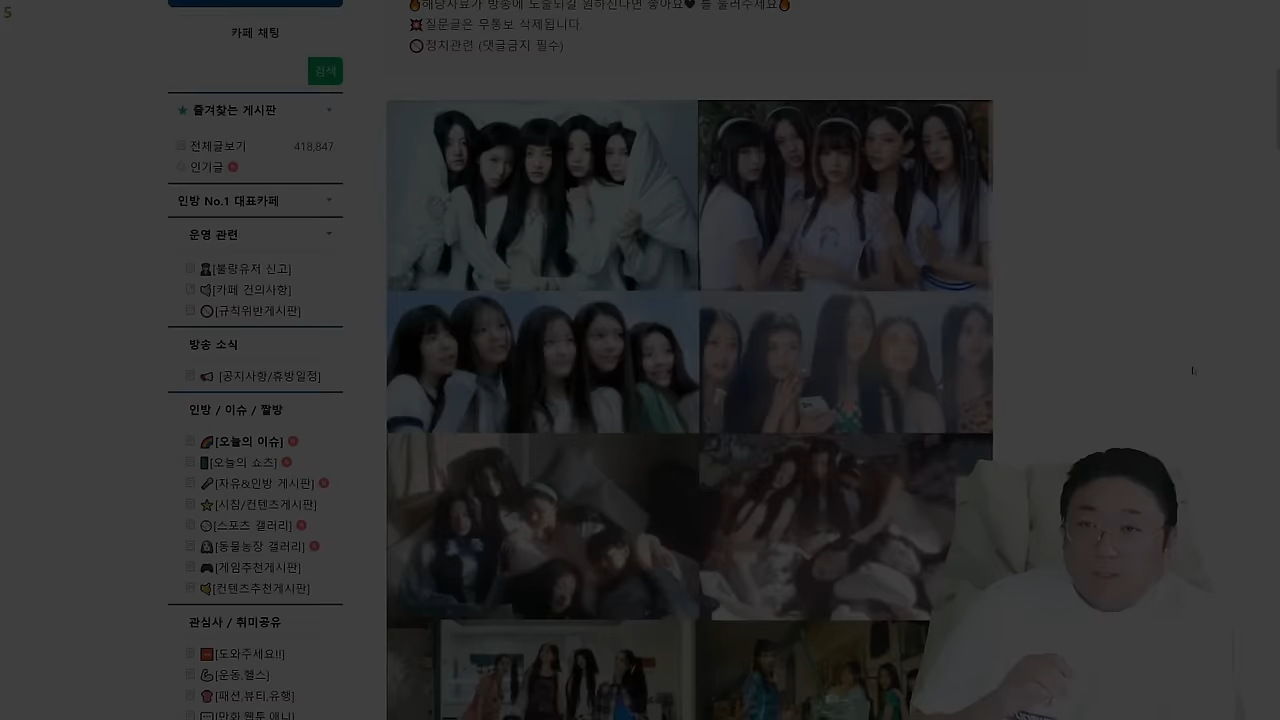 S
🔥해당자료가 방송에 노출되길 원하신다면 좋아요🖤 를 눌러주세요🔥
💥질문글은 무통보 삭제됩니다
🚫정치관련 (댓글금지 필수)
카페 채팅
검색
★ 즐겨찾는 게시판
전체글보기 418,847
인기글
인방 No.1 대표카페
운영 관련
[불량유저 신고]
[카페 건의사항]
[규칙위반게시판]
방송 소식
[공지사항/휴방일정]
인방 / 이슈 / 짤방
[오늘의 이슈]
[오늘의 쇼츠]
[자유&인방 게시판]
[시참/컨텐츠게시판]
[스포츠 갤러리]
[동물농장 갤러리]
[게임추천게시판]
[컨텐츠추천게시판]
관심사 / 취미공유
[도와주세요!!]
[운동,헬스]
[패션,뷰티,유행]
[만화 웹툰 애니]